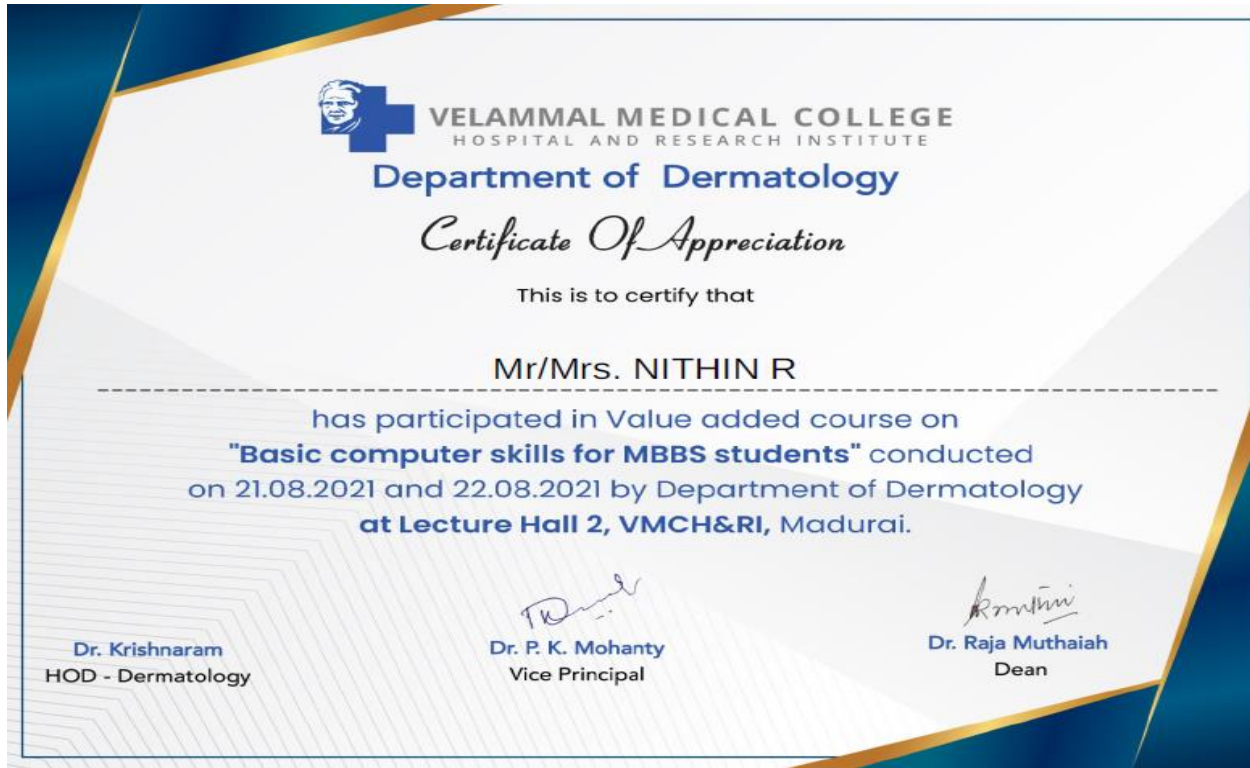 VELAMMAL MEDICAL COLLEGE
HOSPITAL AND RESEARCH INSTITUTE
Department of Dermatology
Certificate Of Appreciation
This is to certify that
Mr/Mrs. NITHIN R
has participated in Value added course on
"Basic computer skills for MBBS students" conducted
on 21.08.2021 and 22.08.2021 by Department of Dermatology
at Lecture Hall 2, VMCH&RI, Madurai.
Dr. Krishnaram
HOD - Dermatology
Dr. P. K. Mohanty
Vice Principal
Dr. Raja Muthaiah
Dean